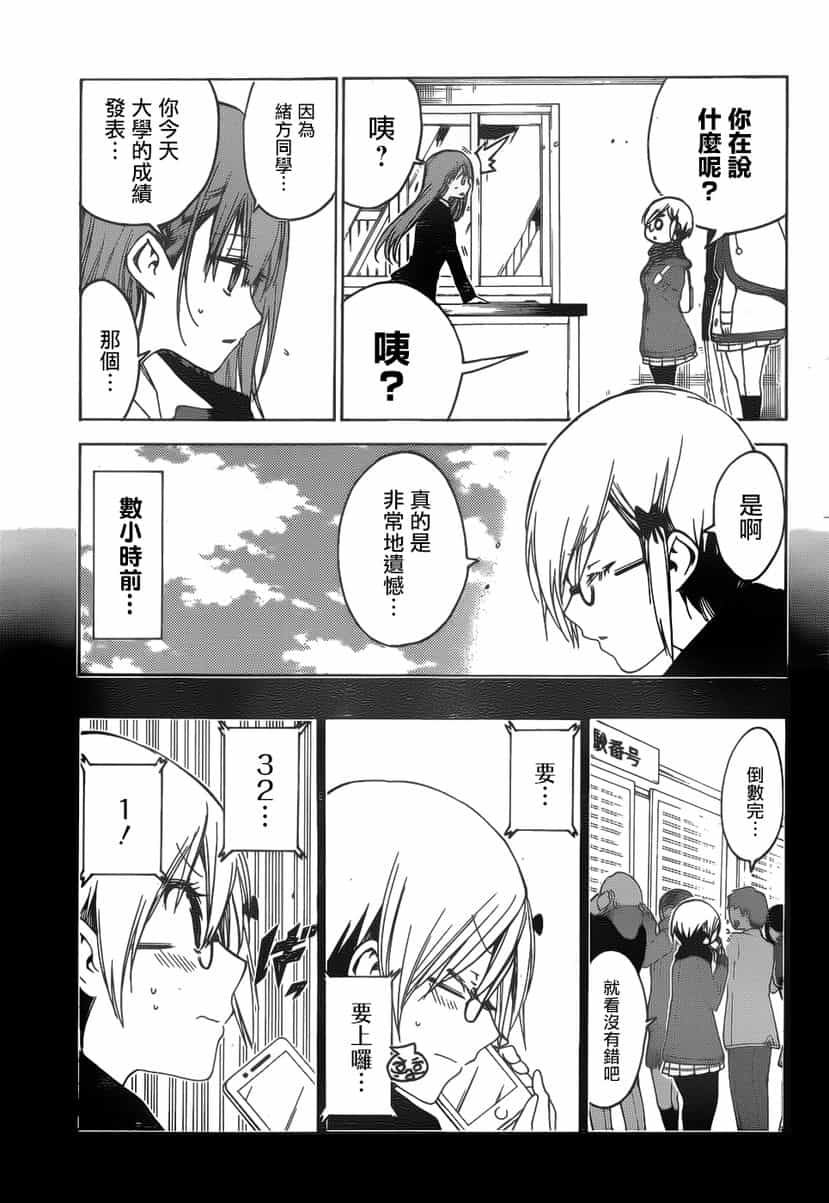 你在說
什麼呢？
咦？
咦？
因為
緒方同學…
你今天
大學的成績
發表…
那個…
是啊
真的是
非常地遺憾…
數小時前…
験番号
倒數完…
就看沒有錯吧
要…
要上囉…
32…
1！
ドキ